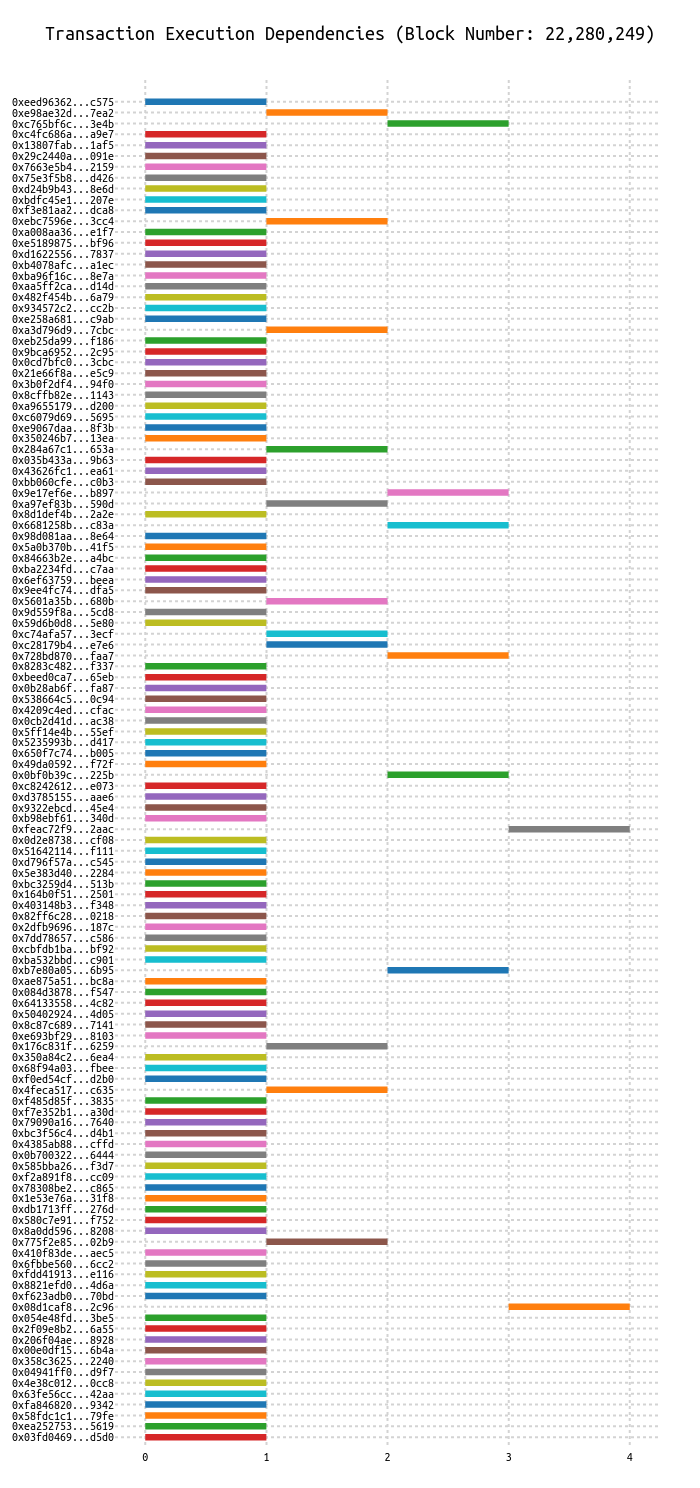 Transaction Execution Dependencies (Block Number: 22,280,249)
0xeed96362...c575
0xe98ae32d...7ea2
0xc765bf6c...3e4b
0xc4fc686a...a9e7
0x13807fab...1af5
0x29c2440a...091e
0x7663e5b4...2159
0x75e3f5b8...d426
0xd24b9b43...8e6d
0xbdfc45e1...207e
0xf3e81aa2...dca8
0xebc7596e...3cc4
0xa008aa36...e1f7
0xe5189875...bf96
0xd1622556...7837
0xb4078afc...a1ec
0xba96f16c...8e7a
0xaa5ff2ca...d14d
0x482f454b...6a79
0x934572c2...cc2b
0xe258a681...c9ab
0xa3d796d9...7cbc
0xeb25da99...f186
0x9bca6952...2c95
0x0cd7bfc0...3cbc
0x21e66f8a...e5c9
0x3b0f2df4...94f0
0x8cffb82e...1143
0xa9655179...d200
0xc6079d69...5695
0xe9067daa...8f3b
0x350246b7...13ea
0x284a67c1...653a
0x035b433a...9b63
0x43626fc1...ea61
0xbb060cfe...c0b3
0x9e17ef6e...b897
0xa97ef83b...590d
0x8d1def4b...2a2e
0x6681258b...c83a
0x98d081aa...8e64
0x5a0b370b...41f5
0x84663b2e...a4bc
0xba2234fd...c7aa
0x6ef63759...beea
0x9ee4fc74...dfa5
0x5601a35b...680b
0x9d559f8a...5cd8
0x59d6b0d8...5e80
0xc74afa57...3ecf
0xc28179b4...e7e6
0x728bd870...faa7
0x8283c482...f337
0xbeed0ca7...65eb
0x0b28ab6f...fa87
0x538664c5...0c94
0x4209c4ed...cfac
0x0cb2d41d...ac38
0x5ff14e4b...55ef
0x5235993b...d417
0x650f7c74...b005
0x49da0592...f72f
0x0bf0b39c...225b
0xc8242612...e073
0xd3785155...aae6
0x9322ebcd...45e4
0xb98ebf61...340d
0xfeac72f9...2aac
0x0d2e8738...cf08
0x51642114...f111
0xd796f57a...c545
0x5e383d40...2284
0xbc3259d4...513b
0x164b0f51...2501
0x403148b3...f348
0x82ff6c28...0218
0x2dfb9696...187c
0x7dd78657...c586
0xcbfdb1ba...bf92
0xba532bbd...c901
0xb7e80a05...6b95
0xae875a51...bc8a
0x084d3878...f547
0x64133558...4c82
0x50402924...4d05
0x8c87c689...7141
0xe693bf29...8103
0x176c831f...6259
0x350a84c2...6ea4
0x68f94a03...fbee
0xf0ed54cf...d2b0
0x4feca517...c635
0xf485d85f...3835
0xf7e352b1...a30d
0x79090a16...7640
0xbc3f56c4...d4b1
0x4385ab88...cffd
0x0b700322...6444
0x585bba26...f3d7
0xf2a891f8...cc09
0x78308be2...c865
0x1e53e76a...31f8
0xdb1713ff...276d
0x580c7e91...f752
0x8a0dd596...8208
0x775f2e85...02b9
0x410f83de...aec5
0x6fbbe560...6cc2
0xfdd41913...e116
0x8821efd0...4d6a
0xf623adb0...70bd
0x08d1caf8...2c96
0x054e48fd...3be5
0x2f09e8b2...6a55
0x206f04ae...8928
0x00e0df15...6b4a
0x358c3625...2240
0x04941ff0...d9f7
0x4e38c012...0cc8
0x63fe56cc...42aa
0xfa846820...9342
0x58fdc1c1...79fe
0xea252753...5619
0x03fd0469...d5d0
0 1 2 3 4